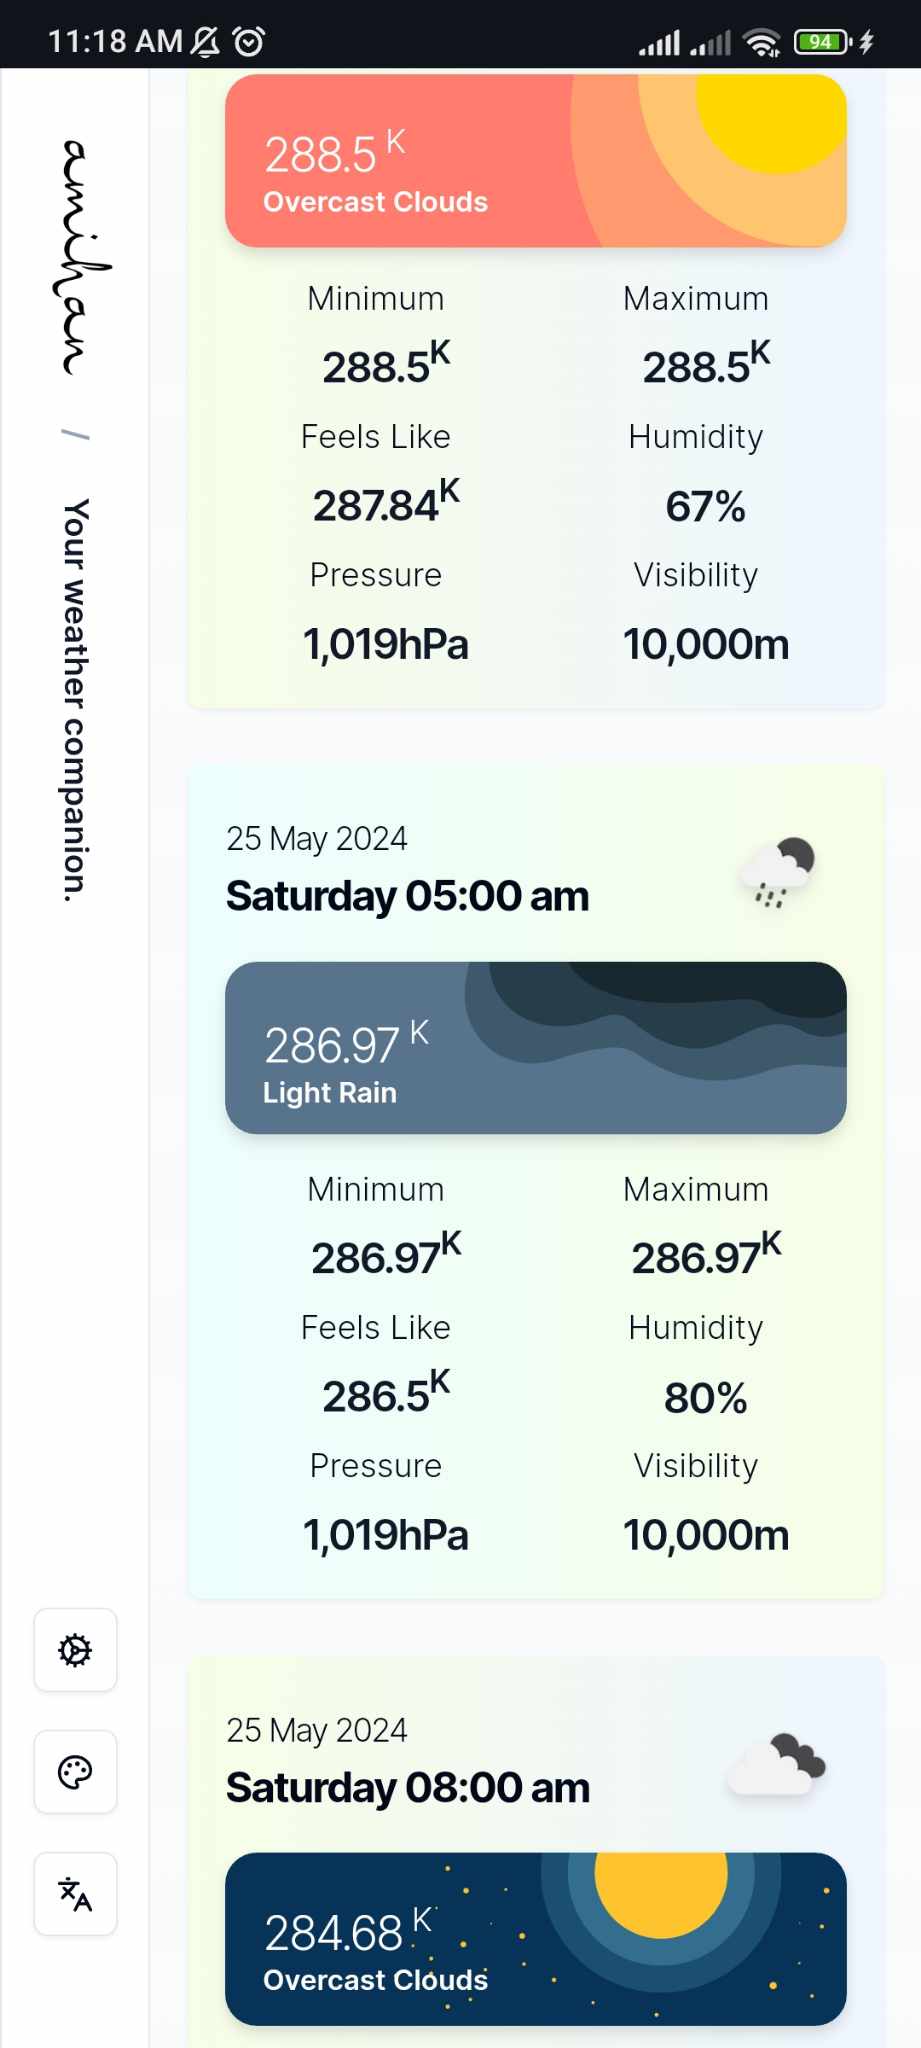 11:18 AM
94
amihan / Your weather companion.
288.5 K
Overcast Clouds
Minimum Maximum
288.5K 288.5K
Feels Like Humidity
287.84K 67%
Pressure Visibility
1,019hPa 10,000m
25 May 2024
Saturday 05:00 am
286.97 K
Light Rain
Minimum Maximum
286.97K 286.97K
Feels Like Humidity
286.5K 80%
Pressure Visibility
1,019hPa 10,000m
25 May 2024
Saturday 08:00 am
284.68 K
Overcast Clouds